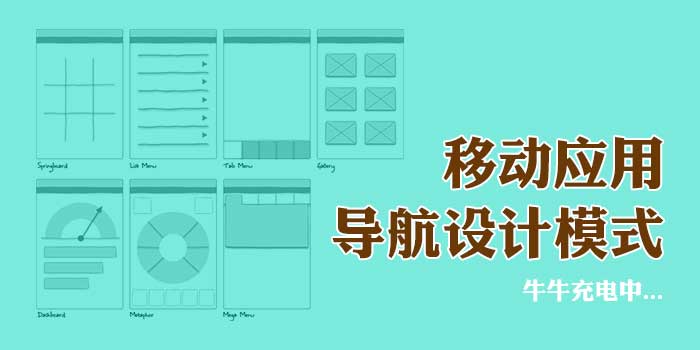 Springboard
List Menu
Tab Menu
Gallery
Dashboard
Metaphor
Mega Menu
移动应用
导航设计模式
牛牛充电中...